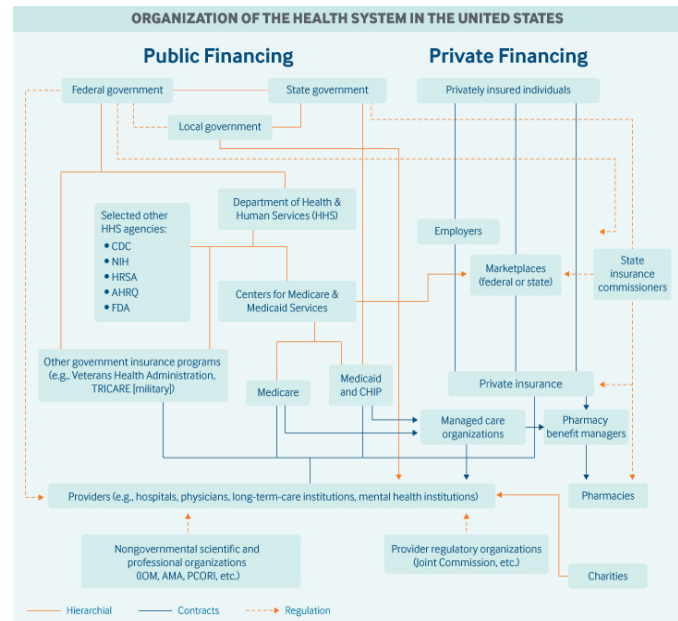 ORGANIZATION OF THE HEALTH SYSTEM IN THE UNITED STATES
Public Financing
Private Financing
Federal government
State government
Privately insured individuals
Local government
Department of Health &
Human Services (HHS)
Selected other
HHS agencies:
• CDC
• NIH
• HRSA
• AHRQ
• FDA
Employers
Marketplaces
(federal or state)
State
insurance
commissioners
Centers for Medicare &
Medicaid Services
Other government insurance programs
(e.g., Veterans Health Administration,
TRICARE [military])
Medicare
Medicaid
and CHIP
Private insurance
Managed care
organizations
Pharmacy
benefit managers
Providers (e.g., hospitals, physicians, long-term-care institutions, mental health institutions)
Pharmacies
Nongovernmental scientific and
professional organizations
(IOM, AMA, PCORI, etc.)
Provider regulatory organizations
(Joint Commission, etc.)
Charities
Hierarchial
Contracts
Regulation